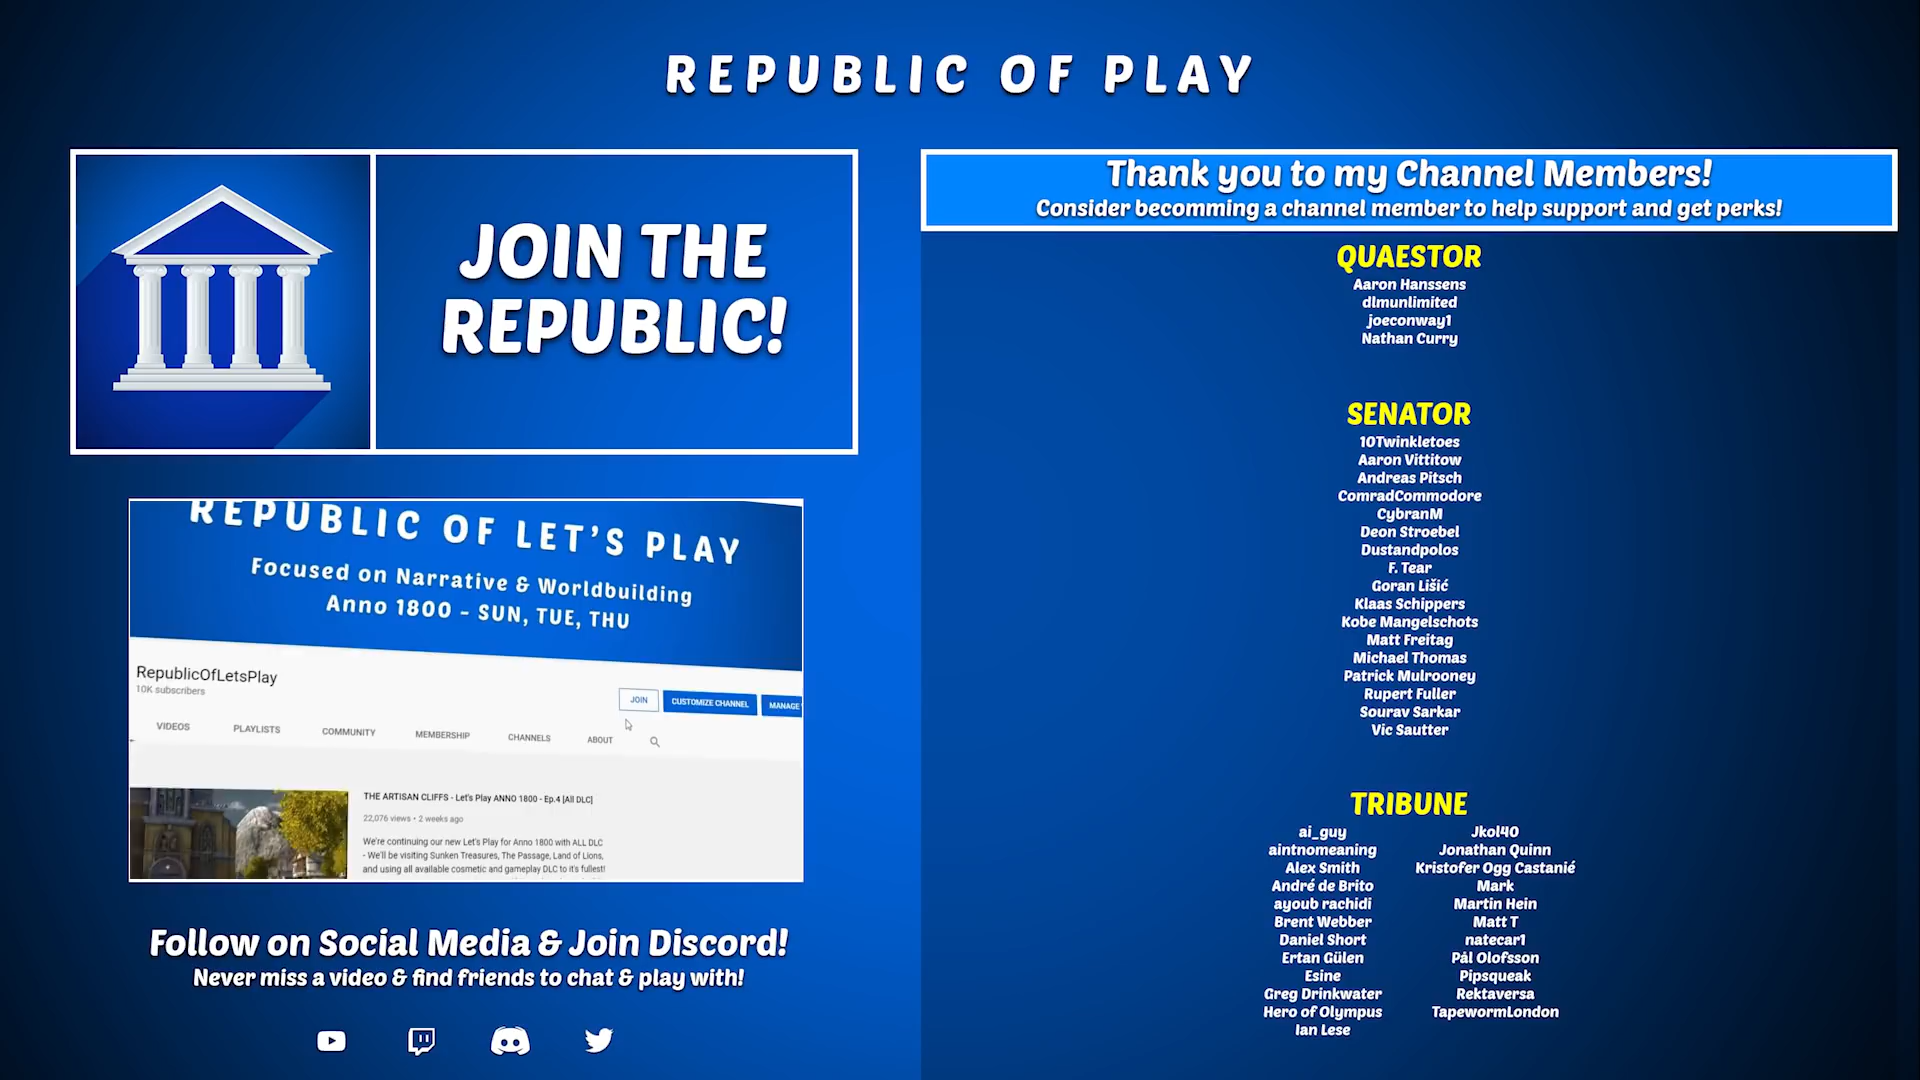 REPUBLIC OF PLAY
JOIN THE
REPUBLIC!
REPUBLIC OF LET'S PLAY
Focused on Narrative & Worldbuilding
Anno 1800 - SUN, TUE, THU
RepublicOfLetsPlay
10K subscribers
JOIN
CUSTOMIZE CHANNEL
MANAGE
VIDEOS
PLAYLISTS
COMMUNITY
MEMBERSHIP
CHANNELS
ABOUT
THE ARTISAN CLIFFS - Let's Play ANNO 1800 - Ep.4 [All DLC]
22,076 views • 2 weeks ago
We're continuing our new Let's Play for Anno 1800 with ALL DLC
- We'll be visiting Sunken Treasures, The Passage, Land of Lions,
and using all available cosmetic and gameplay DLC to it's fullest!
Follow on Social Media & Join Discord!
Never miss a video & find friends to chat & play with!
Thank you to my Channel Members!
Consider becomming a channel member to help support and get perks!
QUAESTOR
Aaron Hanssens
dlmunlimited
joeconway1
Nathan Curry
SENATOR
10Twinkletoes
Aaron Vittitow
Andreas Pitsch
ComradCommodore
CybranM
Deon Stroebel
Dustandpolos
F. Tear
Goran Lišić
Klaas Schippers
Kobe Mangelschots
Matt Freitag
Michael Thomas
Patrick Mulrooney
Rupert Fuller
Sourav Sarkar
Vic Sautter
TRIBUNE
ai_guy
aintnomeaning
Alex Smith
André de Brito
ayoub rachidi
Brent Webber
Daniel Short
Ertan Gülen
Esine
Greg Drinkwater
Hero of Olympus
Ian Lese
Jkol40
Jonathan Quinn
Kristofer Ogg Castanié
Mark
Martin Hein
Matt T
natecar1
Pål Olofsson
Pipsqueak
Rektaversa
TapewormLondon